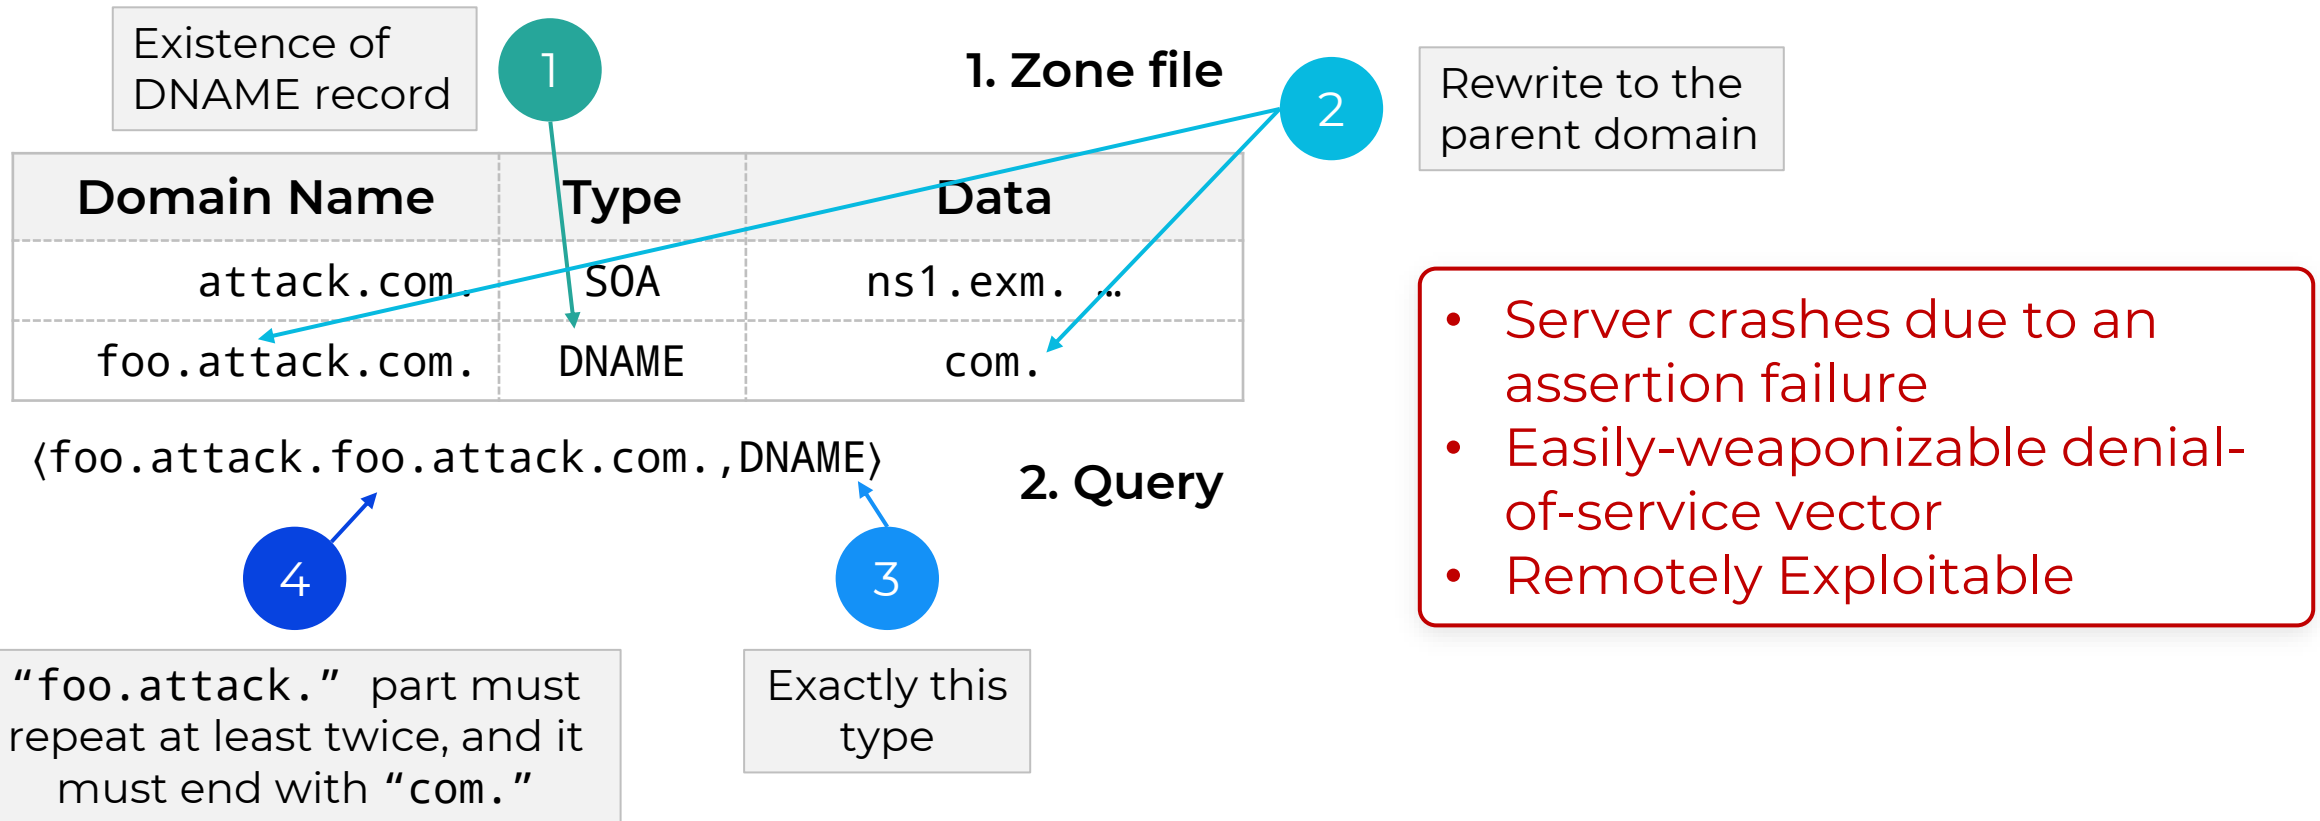 Existence of
DNAME record
1
1. Zone file
2
Rewrite to the
parent domain
Domain Name Type Data
attack.com. SOA ns1.exm. …
foo.attack.com. DNAME com.
⟨foo.attack.foo.attack.com.,DNAME⟩
2. Query
4
3
“foo.attack.” part must
repeat at least twice, and it
must end with “com.”
Exactly this
type
• Server crashes due to an
assertion failure
• Easily-weaponizable denial-
of-service vector
• Remotely Exploitable